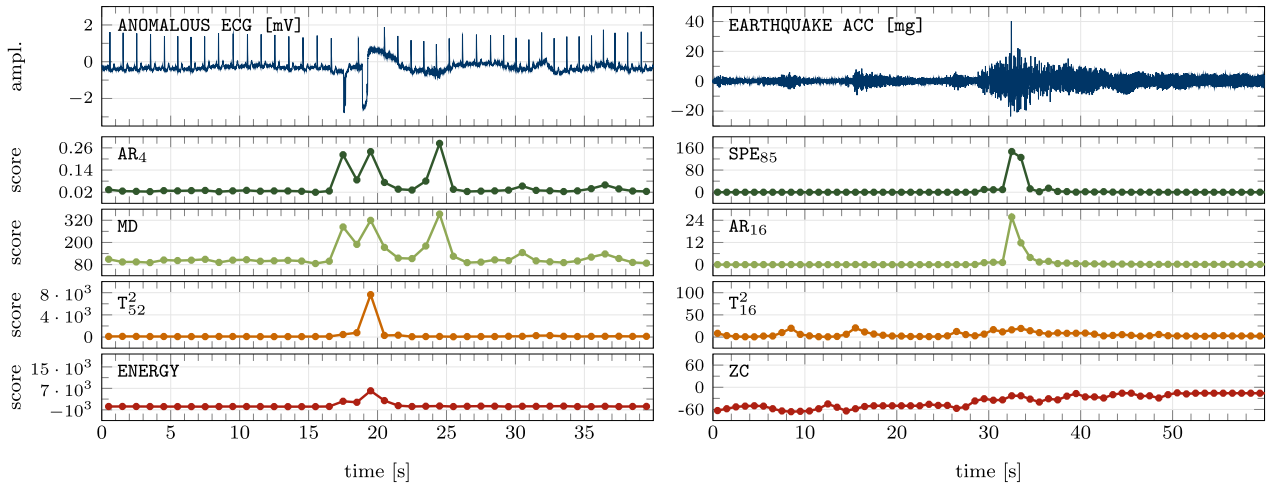 ANOMALOUS ECG [mV]
ampl.
2
0
−2
AR4
score
0.26
0.14
0.02
MD
score
320
200
80
T²52
score
8 · 10³
4 · 10³
0
ENERGY
score
15 · 10³
7 · 10³
−10³
0 5 10 15 20 25 30 35
time [s]
EARTHQUAKE ACC [mg]
40
20
0
−20
SPE85
160
80
0
AR16
24
12
0
T²16
100
50
0
ZC
60
0
-60
0 10 20 30 40 50
time [s]